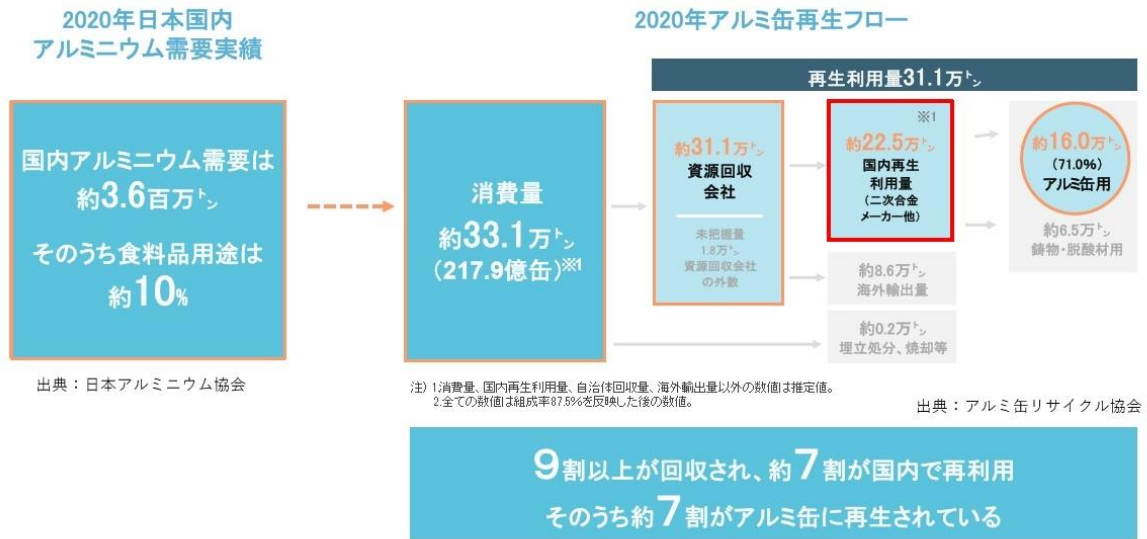 2020年日本国内
アルミニウム需要実績
国内アルミニウム需要は
約3.6百万㌧
そのうち食料品用途は
約10%
出典：日本アルミニウム協会
2020年アルミ缶再生フロー
再生利用量31.1万㌧
消費量
約33.1万㌧
(217.9億缶)※1
約31.1万㌧
資源回収
会社
未把握量
1.8万㌧
資源回収会社
の外数
※1
約22.5万㌧
国内再生
利用量
(二次合金
メーカー他)
約8.6万㌧
海外輸出量
約0.2万㌧
埋立処分、焼却等
約16.0万㌧
(71.0%)
アルミ缶用
約6.5万㌧
鋳物・脱酸材用
注) 1.消費量、国内再生利用量、自治体回収量、海外輸出量以外の数値は推定値。
2.全ての数値は組成率87.5%を反映した後の数値。
出典：アルミ缶リサイクル協会
9割以上が回収され、約7割が国内で再利用
そのうち約7割がアルミ缶に再生されている